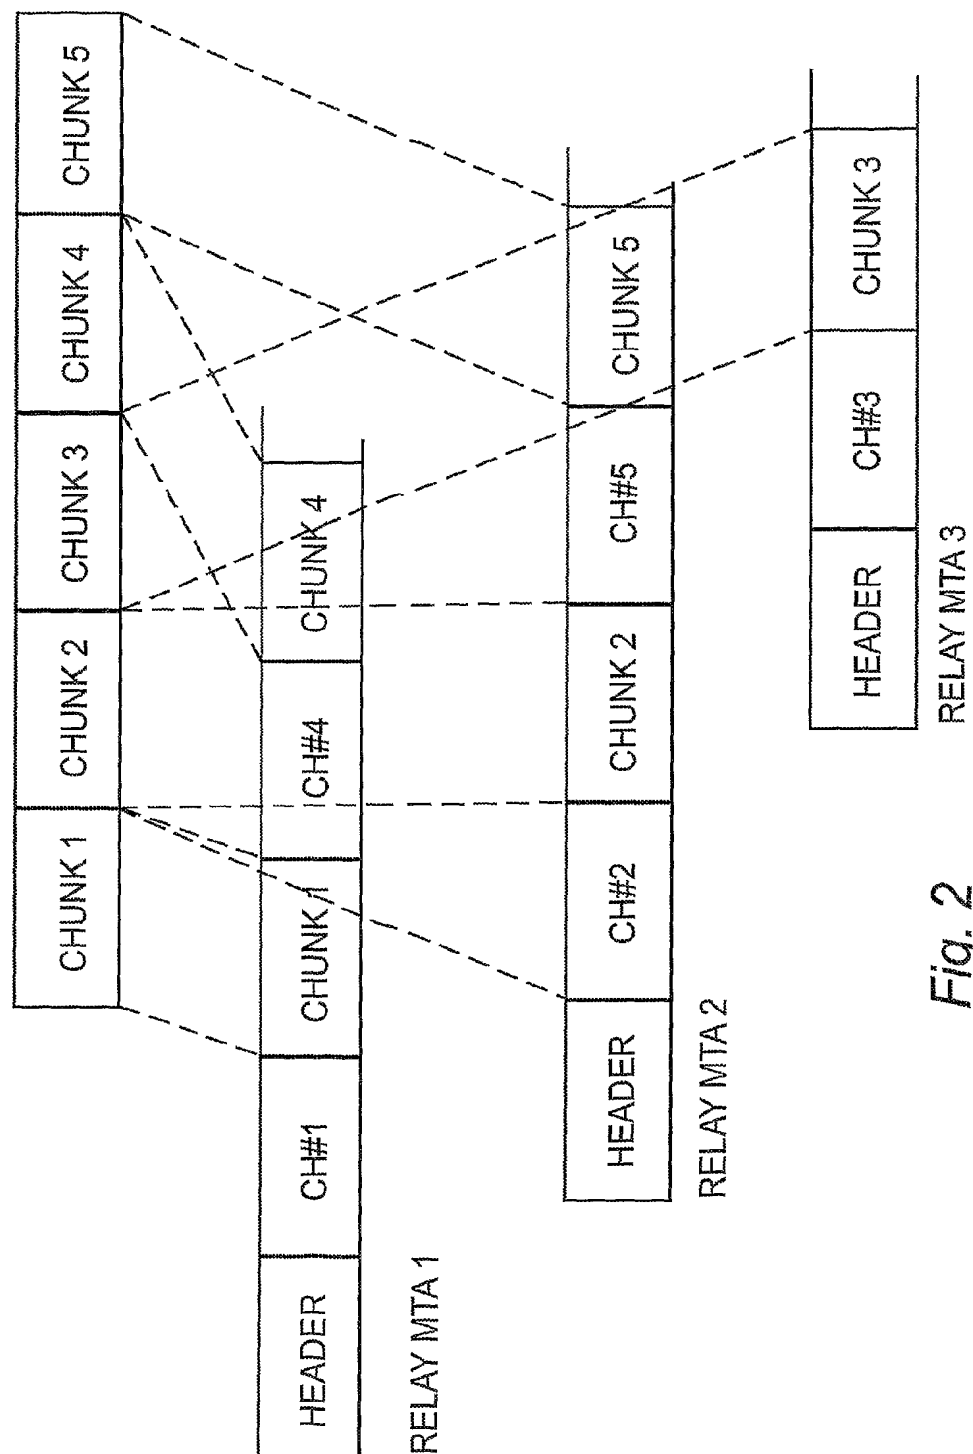 CHUNK 1 CHUNK 2 CHUNK 3 CHUNK 4 CHUNK 5
HEADER CH#1 CHUNK 1 CH#4 CHUNK 4
RELAY MTA 1
HEADER CH#2 CHUNK 2 CH#5 CHUNK 5
RELAY MTA 2
HEADER CH#3 CHUNK 3
RELAY MTA 3
Fig. 2